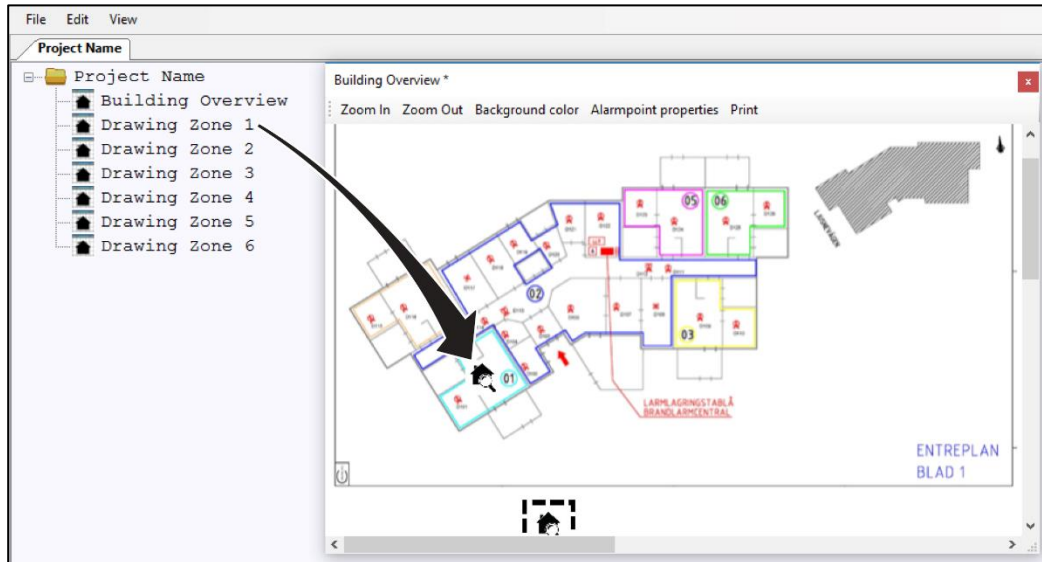 File Edit View
Project Name
Project Name
Building Overview
Drawing Zone 1
Drawing Zone 2
Drawing Zone 3
Drawing Zone 4
Drawing Zone 5
Drawing Zone 6
Building Overview *
Zoom In Zoom Out Background color Alarmpoint properties Print
05 06
02
03
01
LARMLAGRINGSTABLÅ
BRANDLARMCENTRAL
ENTREPLAN
BLAD 1